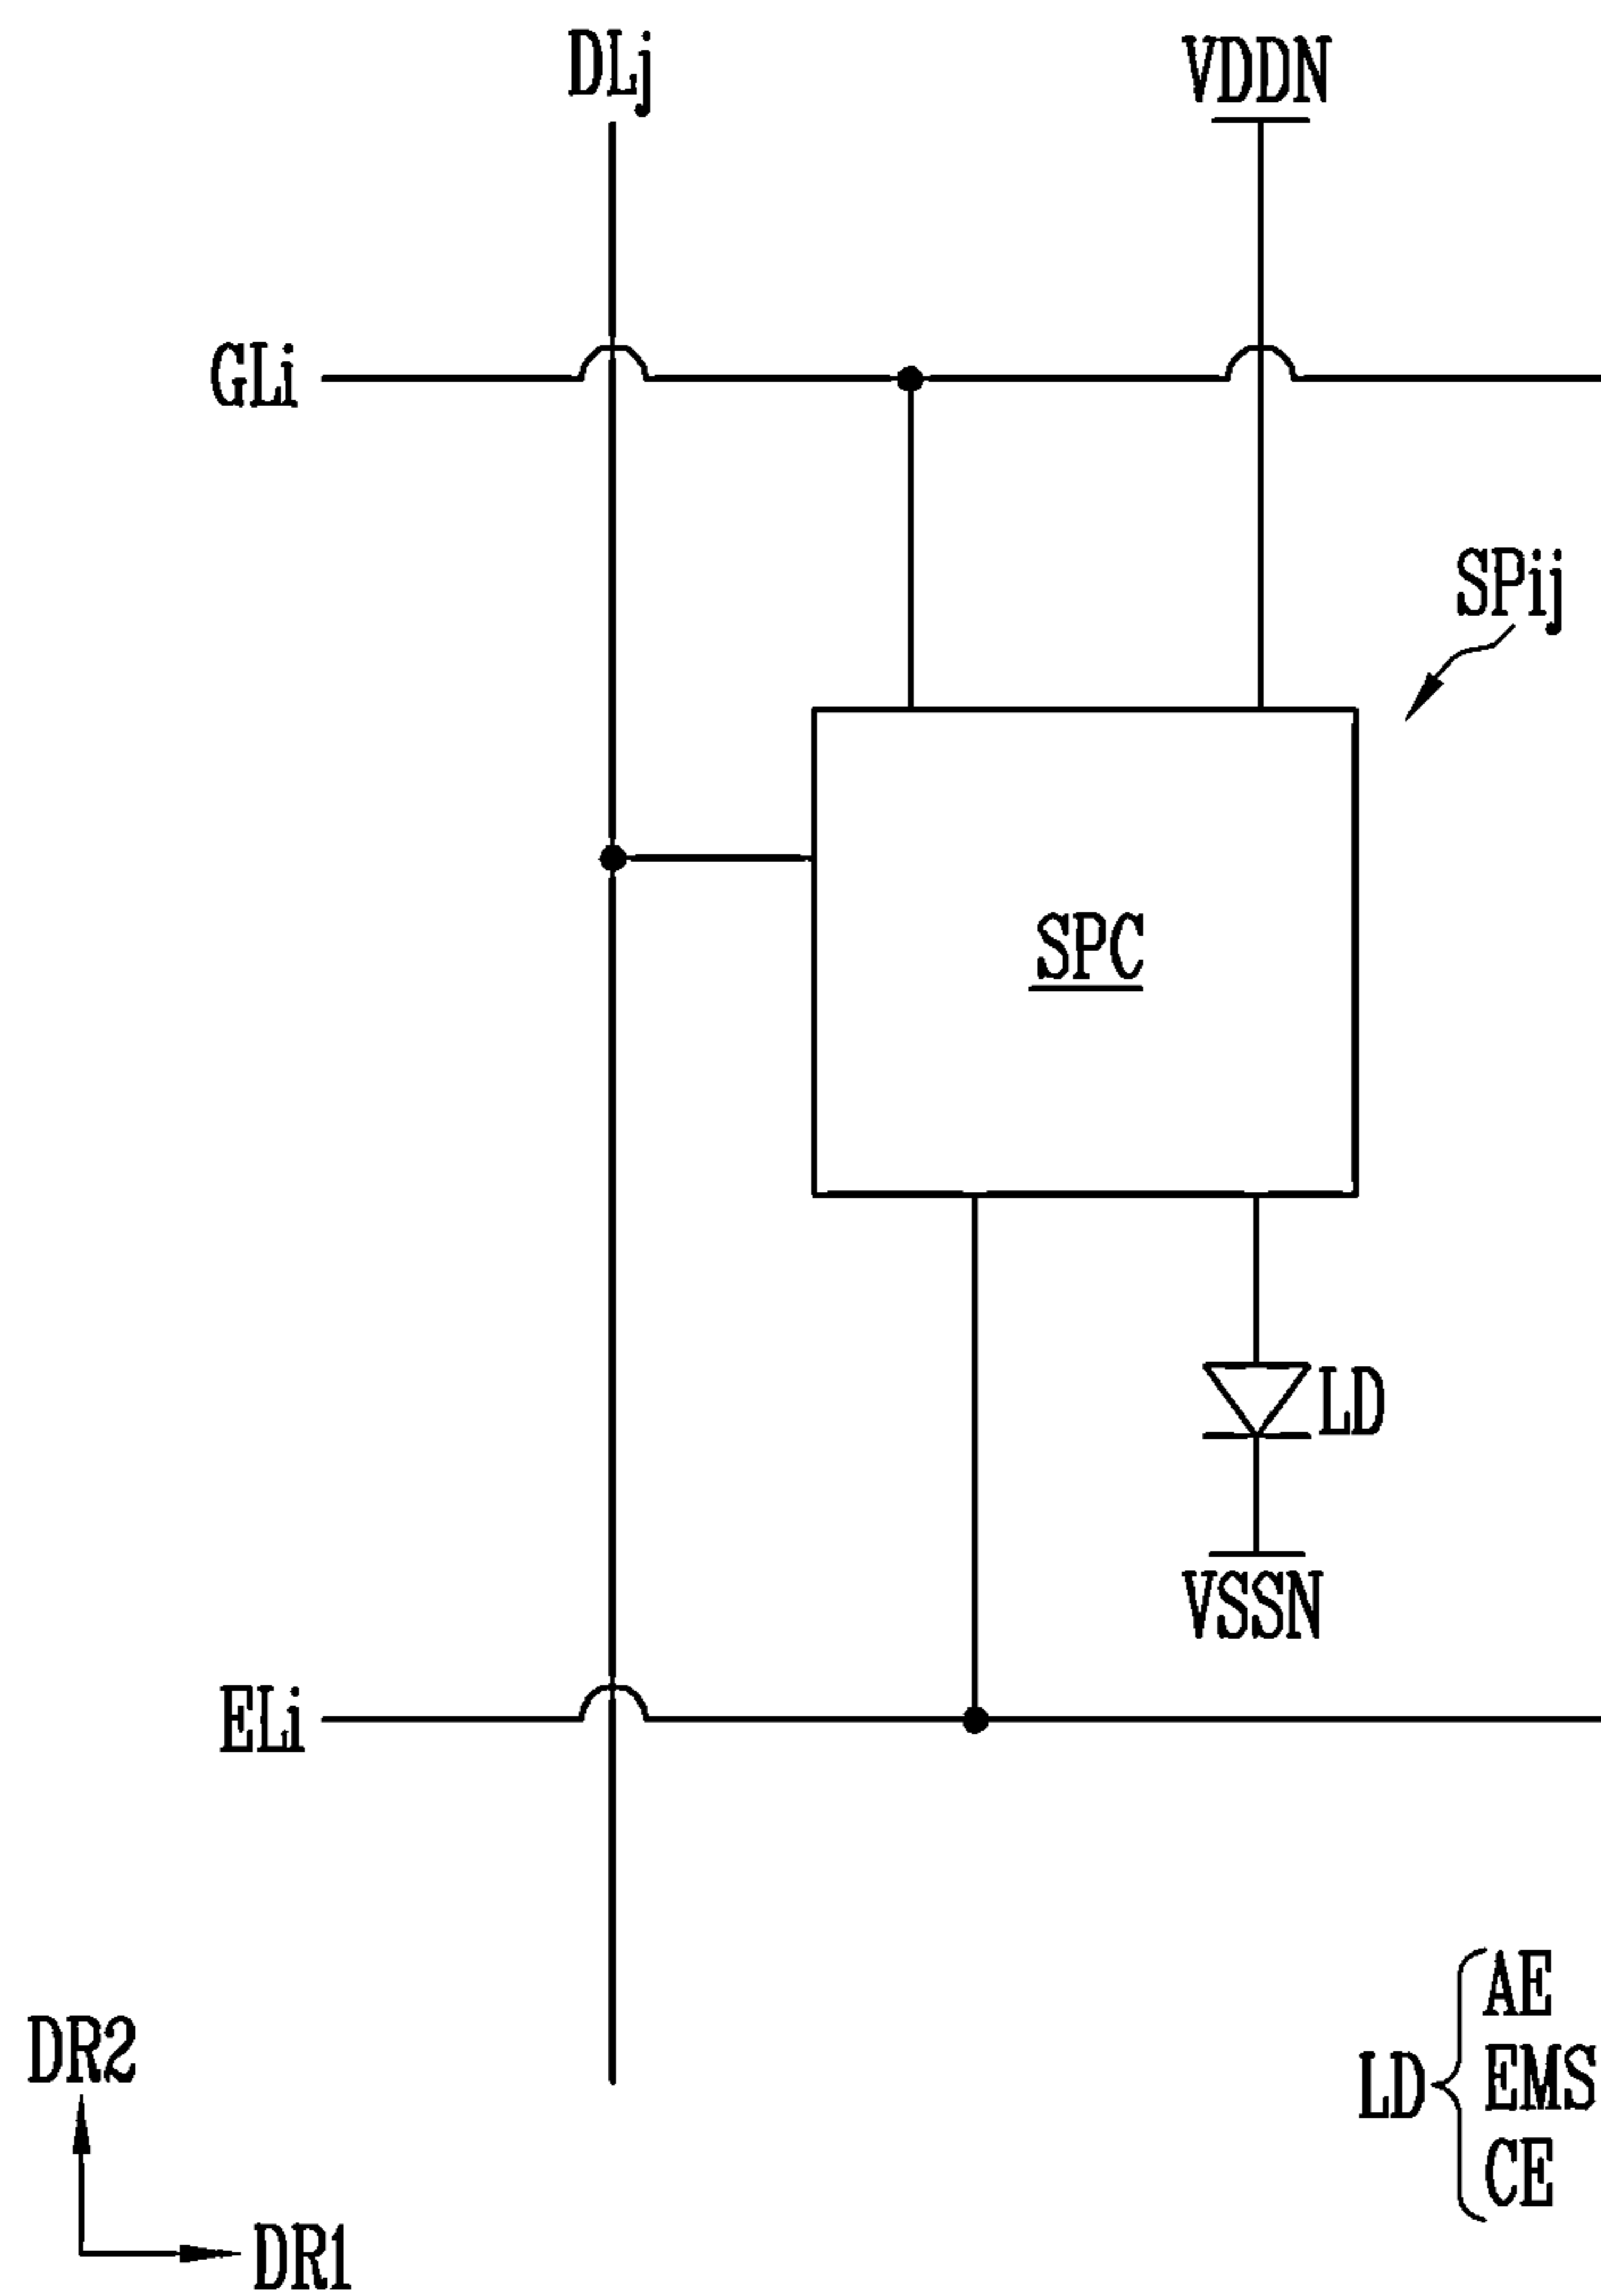 DLj
VDDN
GLi
SPij
SPC
LD
VSSN
ELi
AE
DR2
LD
EMS
CE
DR1